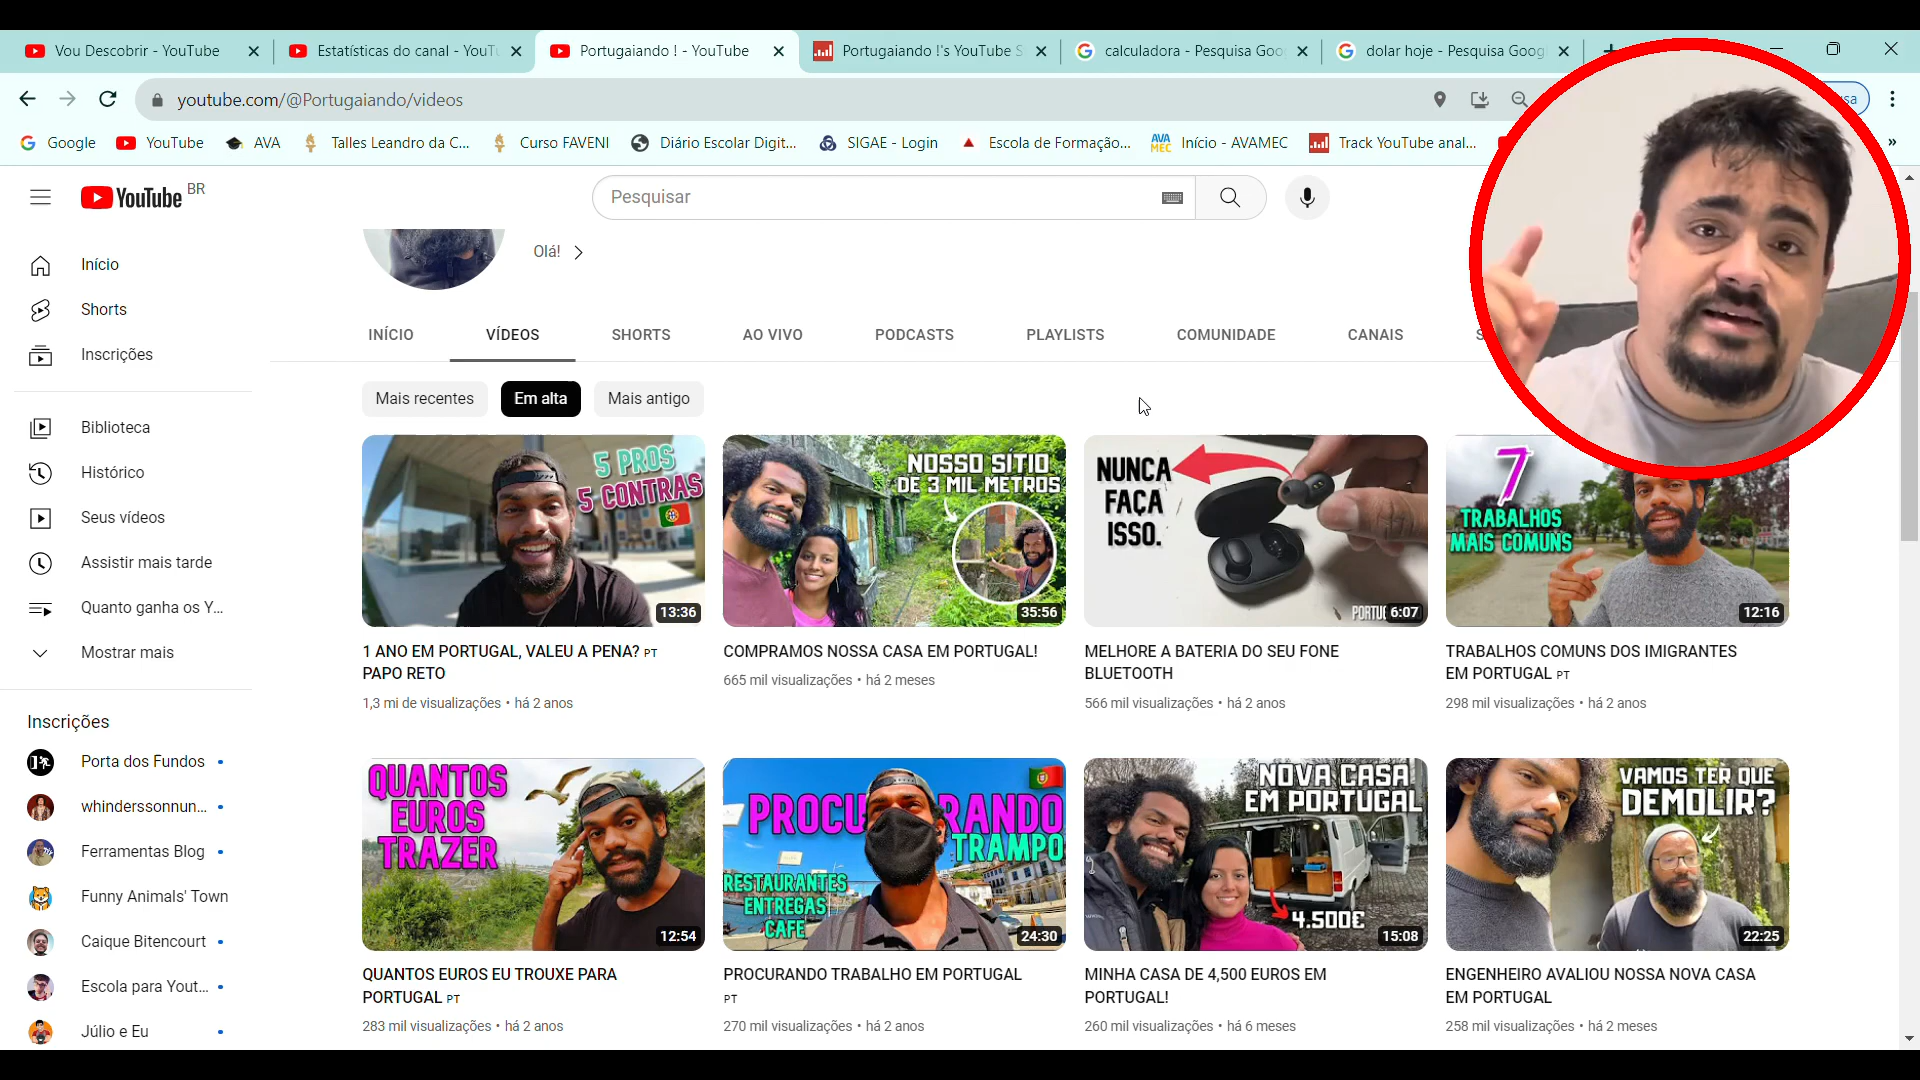 Vou Descobrir - YouTube
Estatísticas do canal - YouTu
Portugaiando ! - YouTube
Portugaiando !'s YouTube S
calculadora - Pesquisa Goo
dolar hoje - Pesquisa Googl
youtube.com/@Portugaiando/videos
Google
YouTube
AVA
Talles Leandro da C...
Curso FAVENI
Diário Escolar Digit...
SIGAE - Login
Escola de Formação...
AVA MEC
Início - AVAMEC
Track YouTube anal...
YouTube BR
Pesquisar
Início
Shorts
Inscrições
Biblioteca
Histórico
Seus vídeos
Assistir mais tarde
Quanto ganha os Y...
Mostrar mais
Inscrições
Porta dos Fundos
whinderssonnun...
Ferramentas Blog
Funny Animals' Town
Caique Bitencourt
Escola para Yout...
Júlio e Eu
Olá!
INÍCIO
VÍDEOS
SHORTS
AO VIVO
PODCASTS
PLAYLISTS
COMUNIDADE
CANAIS
Mais recentes
Em alta
Mais antigo
5 PROS
5 CONTRAS
13:36
NOSSO SÍTIO
DE 3 MIL METROS
35:56
NUNCA
FAÇA
ISSO.
6:07
7
TRABALHOS
MAIS COMUNS
12:16
1 ANO EM PORTUGAL, VALEU A PENA? PT
PAPO RETO
1,3 mi de visualizações • há 2 anos
COMPRAMOS NOSSA CASA EM PORTUGAL!
665 mil visualizações • há 2 meses
MELHORE A BATERIA DO SEU FONE
BLUETOOTH
566 mil visualizações • há 2 anos
TRABALHOS COMUNS DOS IMIGRANTES
EM PORTUGAL PT
298 mil visualizações • há 2 anos
QUANTOS
EUROS
TRAZER
12:54
PROCU RANDO
TRAMPO
RESTAURANTES
ENTREGAS
CAFE
24:30
NOVA CASA
EM PORTUGAL
4.500€
15:08
VAMOS TER QUE
DEMOLIR?
22:25
QUANTOS EUROS EU TROUXE PARA
PORTUGAL PT
283 mil visualizações • há 2 anos
PROCURANDO TRABALHO EM PORTUGAL
PT
270 mil visualizações • há 2 anos
MINHA CASA DE 4,500 EUROS EM
PORTUGAL!
260 mil visualizações • há 6 meses
ENGENHEIRO AVALIOU NOSSA NOVA CASA
EM PORTUGAL
258 mil visualizações • há 2 meses